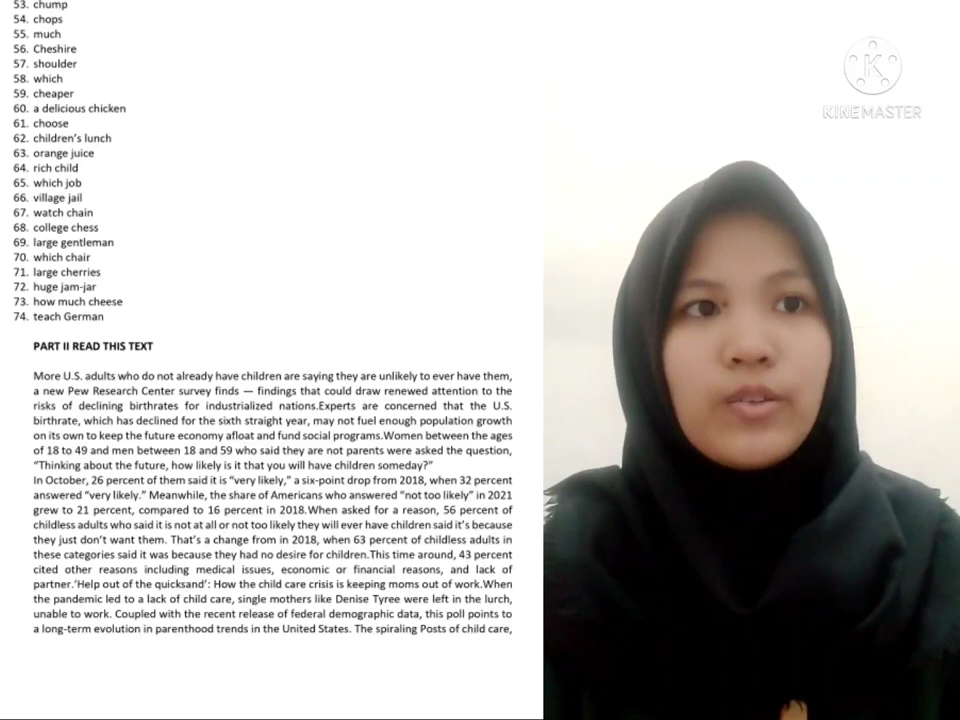 53. chump
54. chops
55. much
56. Cheshire
57. shoulder
58. which
59. cheaper
60. a delicious chicken
61. choose
62. children's lunch
63. orange juice
64. rich child
65. which job
66. village jail
67. watch chain
68. college chess
69. large gentleman
70. which chair
71. large cherries
72. huge jam-jar
73. how much cheese
74. teach German
PART II READ THIS TEXT
More U.S. adults who do not already have children are saying they are unlikely to ever have them,
a new Pew Research Center survey finds — findings that could draw renewed attention to the
risks of declining birthrates for industrialized nations.Experts are concerned that the U.S.
birthrate, which has declined for the sixth straight year, may not fuel enough population growth
on its own to keep the future economy afloat and fund social programs.Women between the ages
of 18 to 49 and men between 18 and 59 who said they are not parents were asked the question,
“Thinking about the future, how likely is it that you will have children someday?”
In October, 26 percent of them said it is “very likely,” a six-point drop from 2018, when 32 percent
answered “very likely.” Meanwhile, the share of Americans who answered “not too likely” in 2021
grew to 21 percent, compared to 16 percent in 2018.When asked for a reason, 56 percent of
childless adults who said it is not at all or not too likely they will ever have children said it's because
they just don't want them. That's a change from in 2018, when 63 percent of childless adults in
these categories said it was because they had no desire for children.This time around, 43 percent
cited other reasons including medical issues, economic or financial reasons, and lack of
partner.‘Help out of the quicksand’: How the child care crisis is keeping moms out of work.When
the pandemic led to a lack of child care, single mothers like Denise Tyree were left in the lurch,
unable to work. Coupled with the recent release of federal demographic data, this poll points to
a long-term evolution in parenthood trends in the United States. The spiraling Posts of child care,
K
KINEMASTER